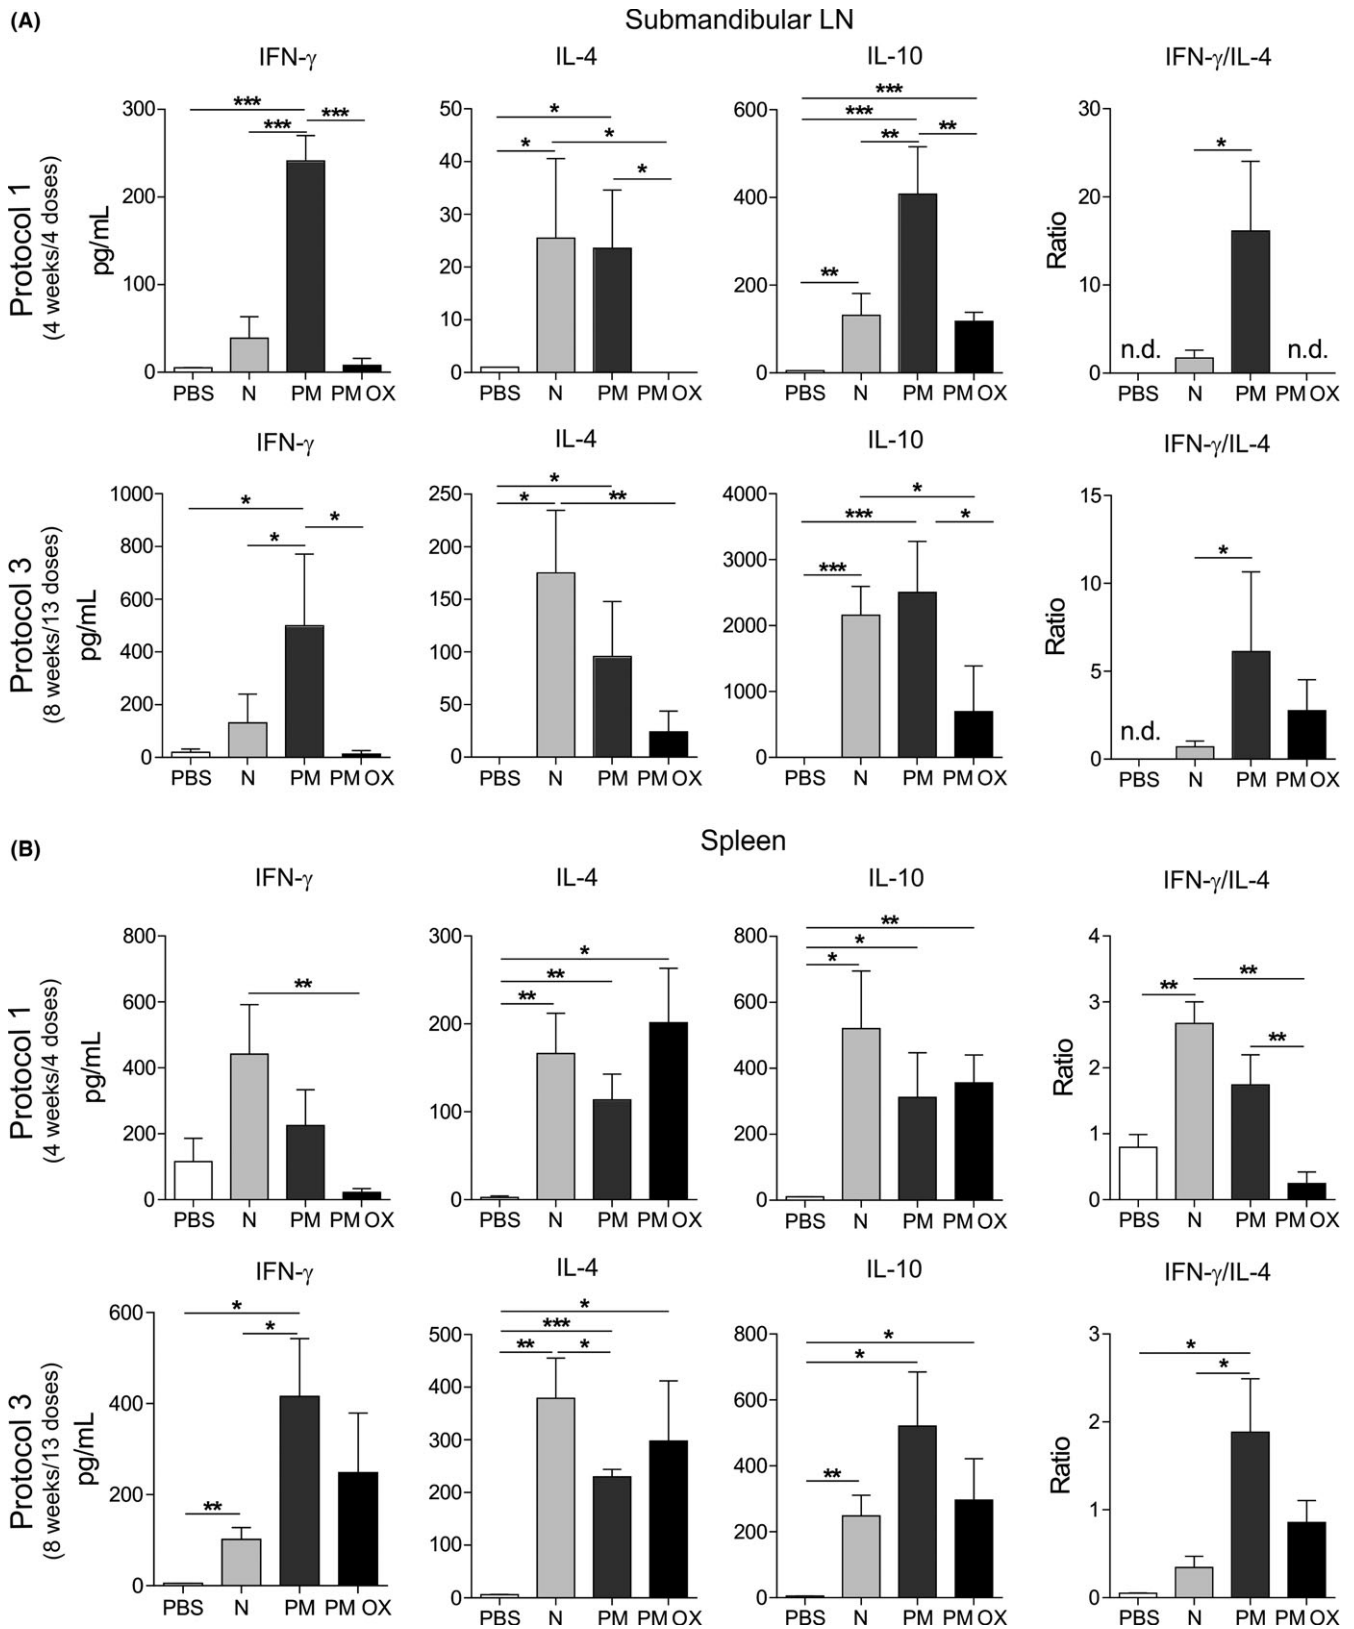 (A)
Submandibular LN
IFN-γ
IL-4
IL-10
IFN-γ/IL-4
Protocol 1
(4 weeks/4 doses)
pg/mL
300
200
100
0
***
***
***
PBS N PM PM OX
50
40
30
20
10
0
*
*
*
*
PBS N PM PM OX
600
400
200
0
***
***
**
**
**
PBS N PM PM OX
Ratio
30
20
10
0
*
n.d.
n.d.
PBS N PM PM OX
IFN-γ
IL-4
IL-10
IFN-γ/IL-4
Protocol 3
(8 weeks/13 doses)
pg/mL
1000
800
600
400
200
0
*
*
*
PBS N PM PM OX
250
200
150
100
50
0
*
*
**
PBS N PM PM OX
4000
3000
2000
1000
0
*
***
*
***
PBS N PM PM OX
Ratio
15
10
5
0
*
n.d.
PBS N PM PM OX
(B)
Spleen
IFN-γ
IL-4
IL-10
IFN-γ/IL-4
Protocol 1
(4 weeks/4 doses)
pg/mL
800
600
400
200
0
**
PBS N PM PM OX
300
200
100
0
*
**
**
PBS N PM PM OX
800
600
400
200
0
**
*
*
PBS N PM PM OX
Ratio
4
3
2
1
0
**
**
**
PBS N PM PM OX
IFN-γ
IL-4
IL-10
IFN-γ/IL-4
Protocol 3
(8 weeks/13 doses)
pg/mL
600
400
200
0
*
*
**
PBS N PM PM OX
500
400
300
200
100
0
*
***
**
*
PBS N PM PM OX
800
600
400
200
0
*
*
**
PBS N PM PM OX
Ratio
3
2
1
0
*
*
PBS N PM PM OX